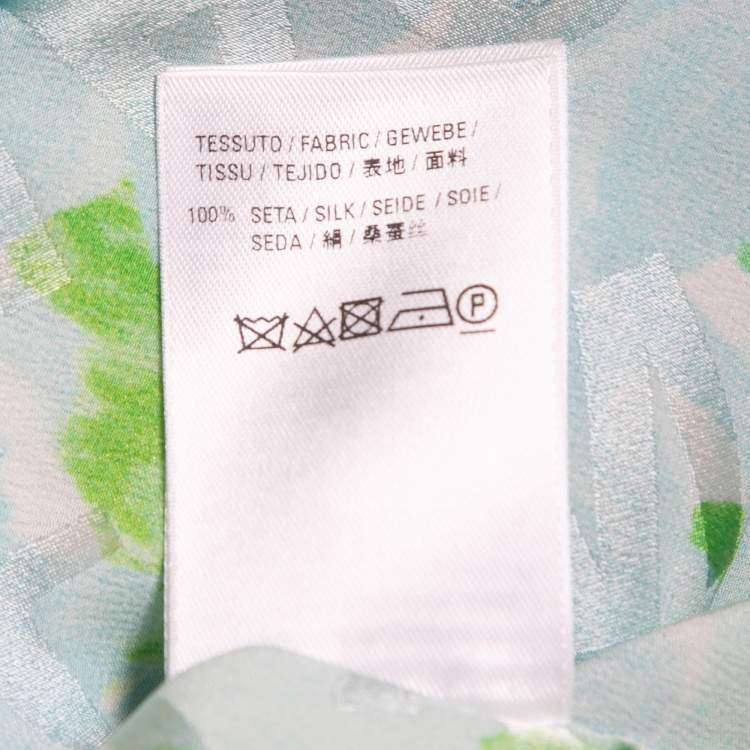 TESSUTO / FABRIC / GEWEBE /
TISSU / TEJIDO / 表地 / 面料
100% SETA / SILK / SEIDE / SOIE /
SEDA / 絹 / 桑蚕丝
P